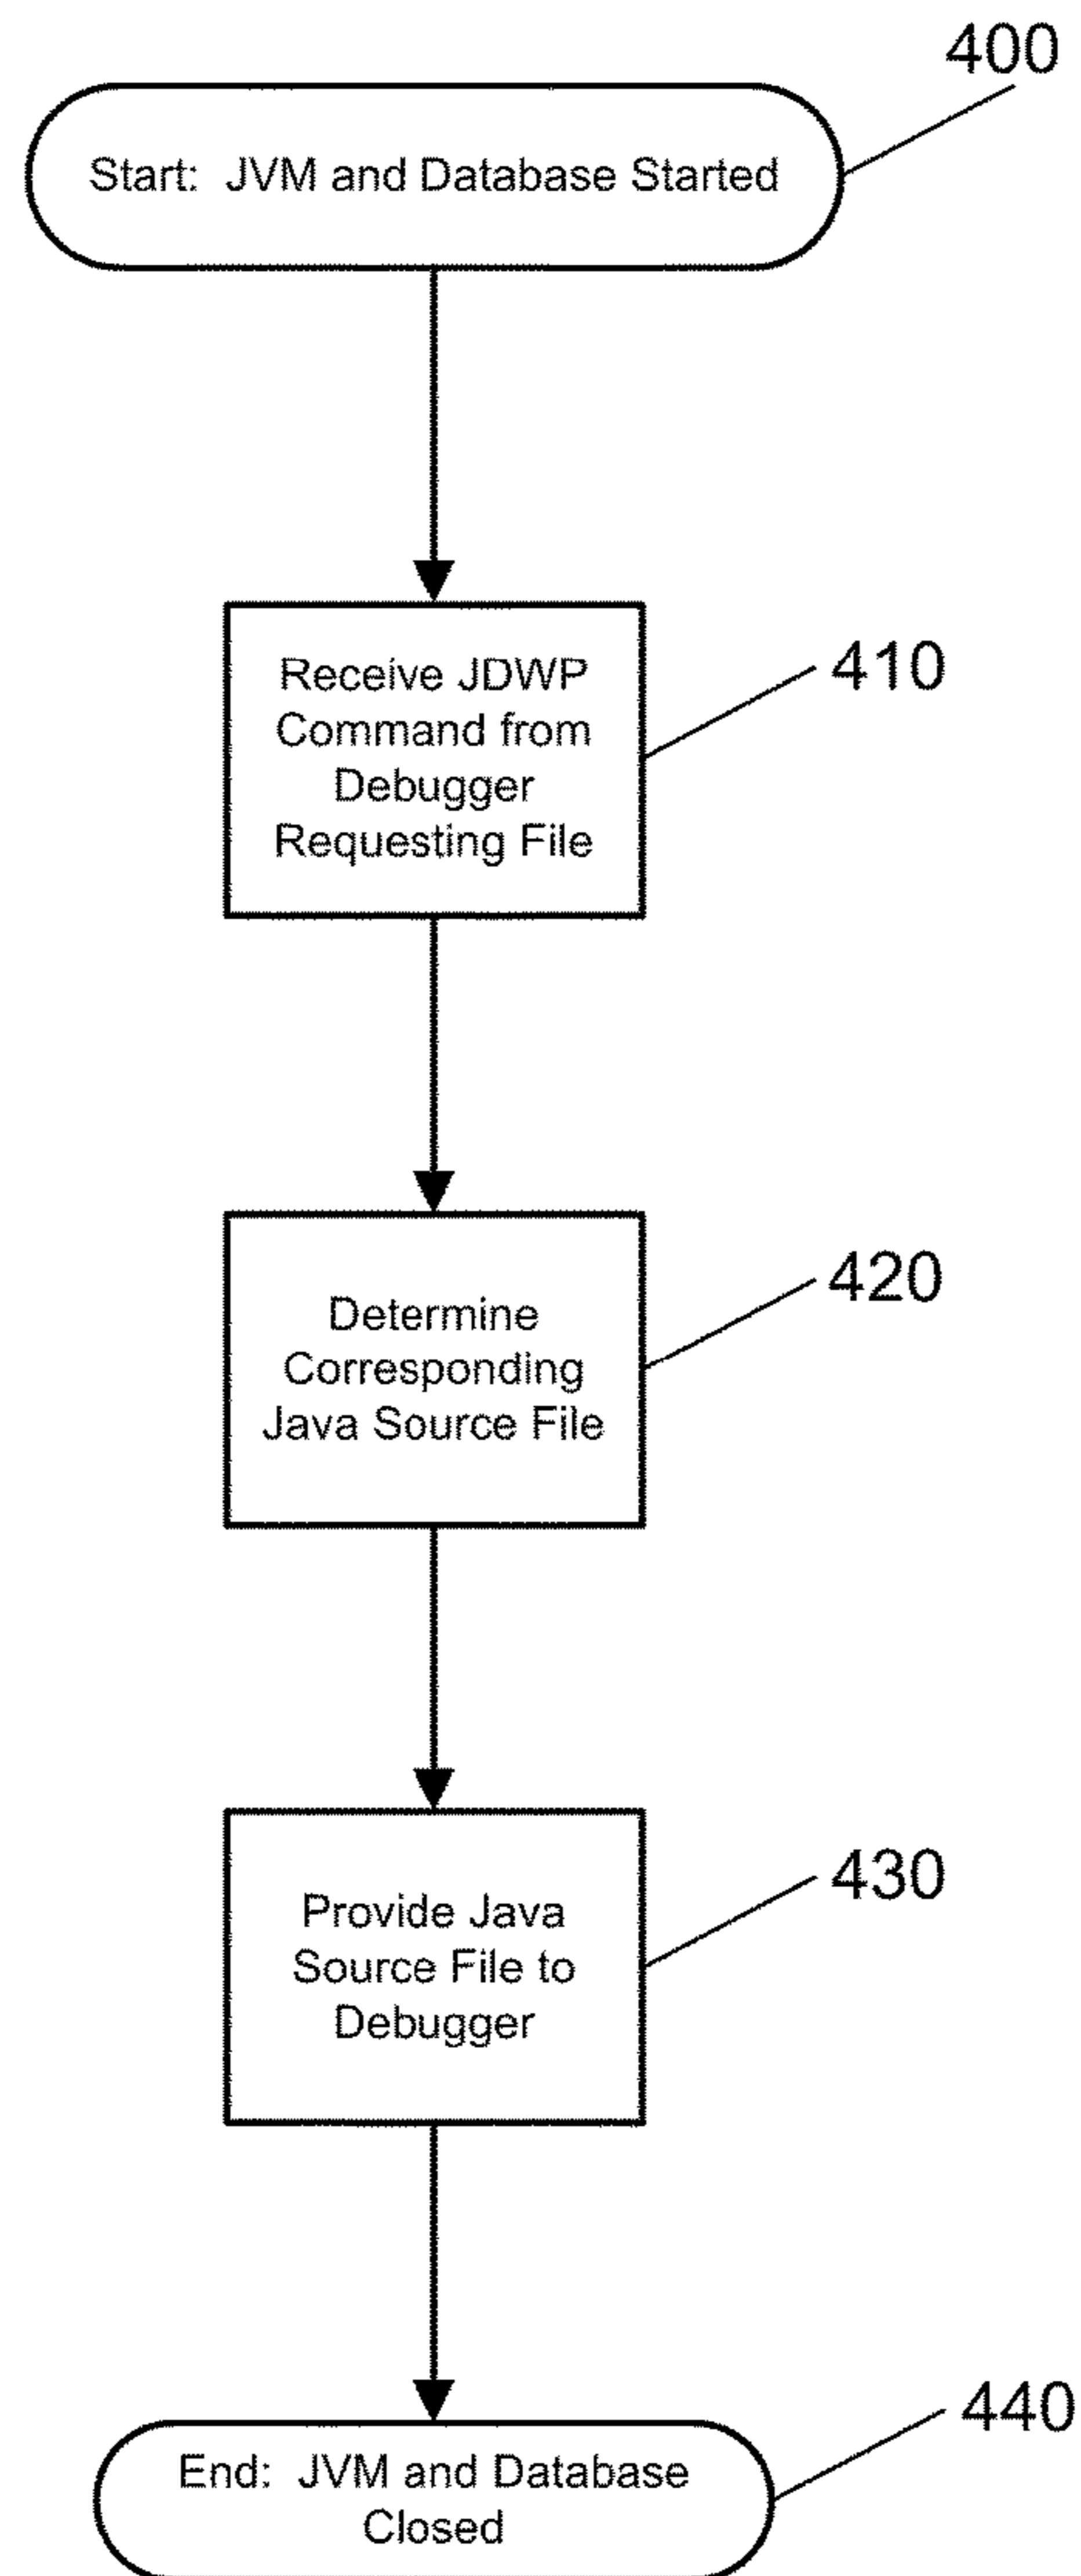 400
Start: JVM and Database Started
Receive JDWP
Command from
Debugger
Requesting File
410
Determine
Corresponding
Java Source File
420
Provide Java
Source File to
Debugger
430
End: JVM and Database
Closed
440